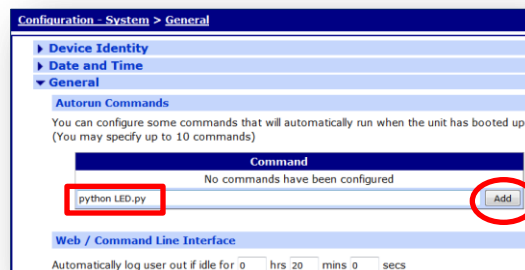 Configuration - System > General
Device Identity
Date and Time
General
Autorun Commands
You can configure some commands that will automatically run when the unit has booted up
(You may specify up to 10 commands)
Command
No commands have been configured
python LED.py Add
Web / Command Line Interface
Automatically log user out if idle for 0 hrs 20 mins 0 secs